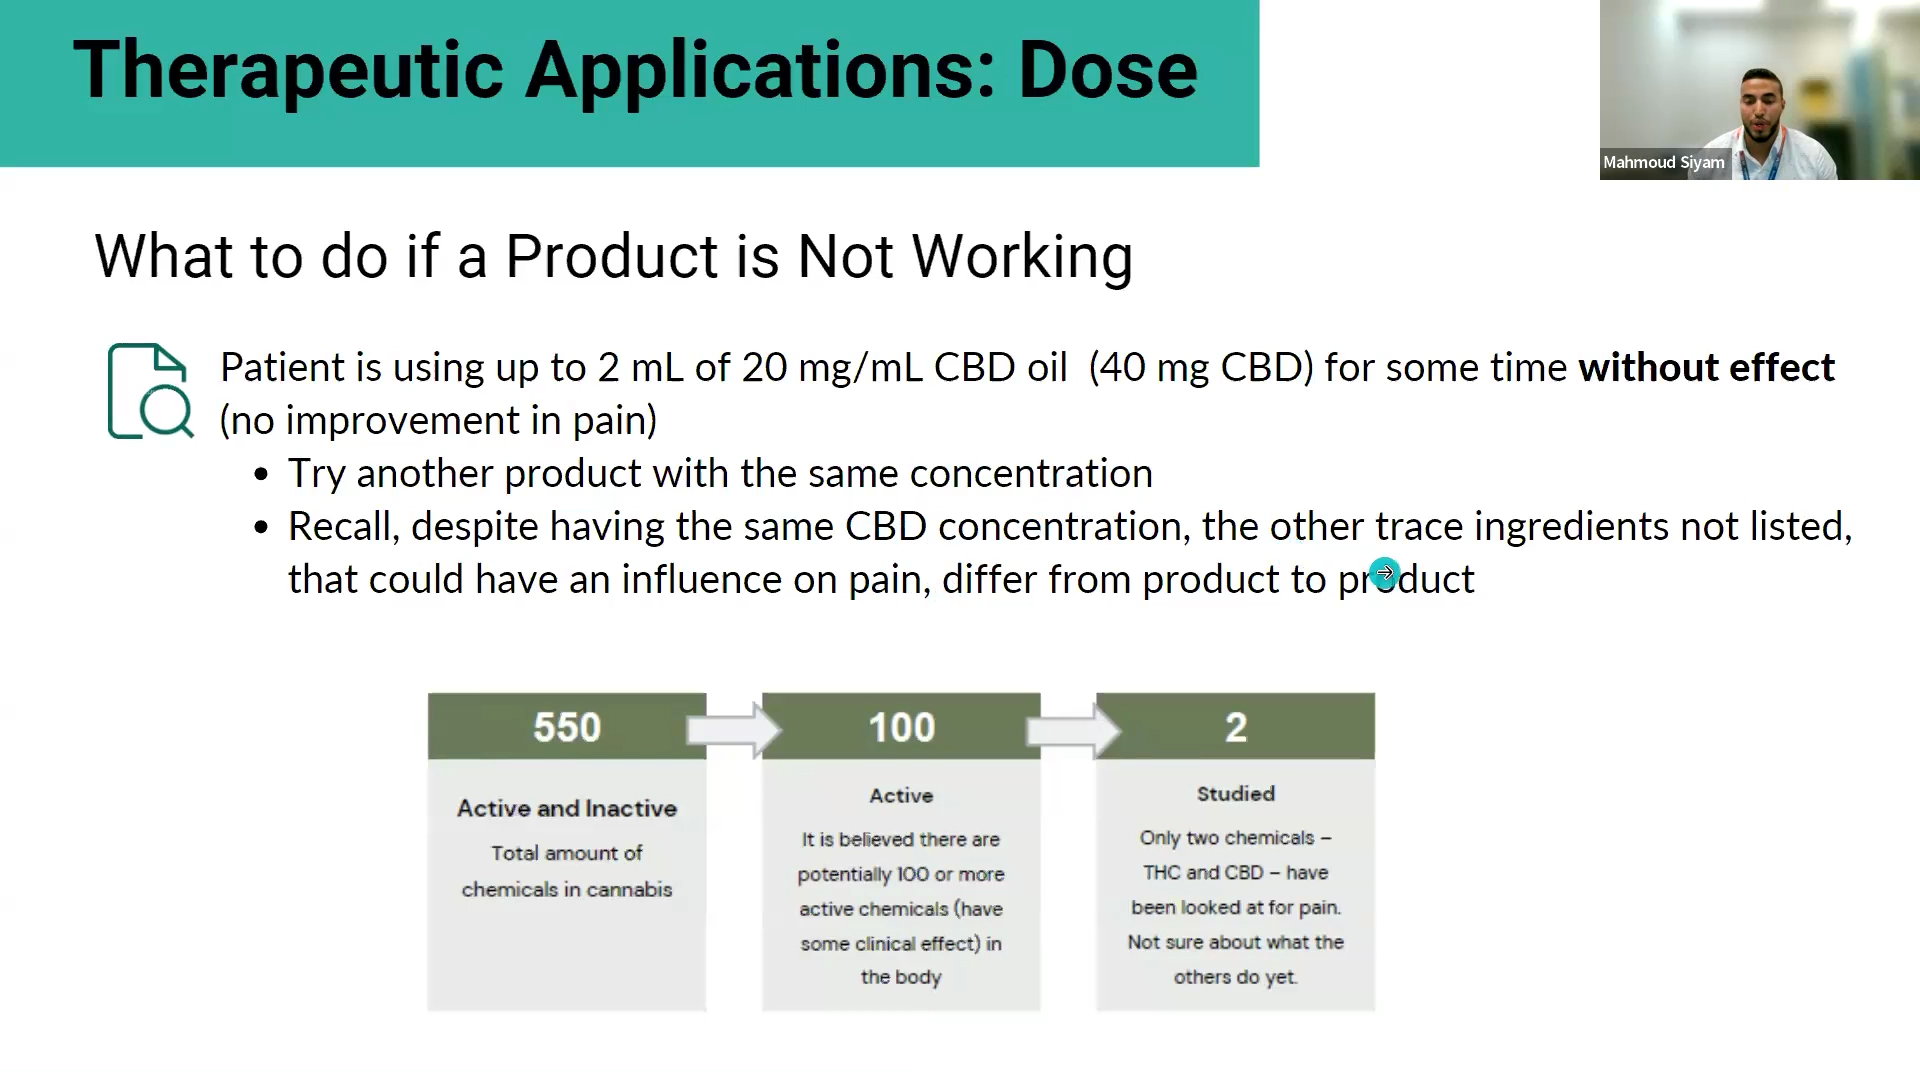 Therapeutic Applications: Dose
Mahmoud Siyam
What to do if a Product is Not Working
Patient is using up to 2 mL of 20 mg/mL CBD oil (40 mg CBD) for some time without effect
(no improvement in pain)
• Try another product with the same concentration
• Recall, despite having the same CBD concentration, the other trace ingredients not listed,
that could have an influence on pain, differ from product to product
550
Active and Inactive
Total amount of
chemicals in cannabis
100
Active
It is believed there are
potentially 100 or more
active chemicals (have
some clinical effect) in
the body
2
Studied
Only two chemicals –
THC and CBD – have
been looked at for pain.
Not sure about what the
others do yet.